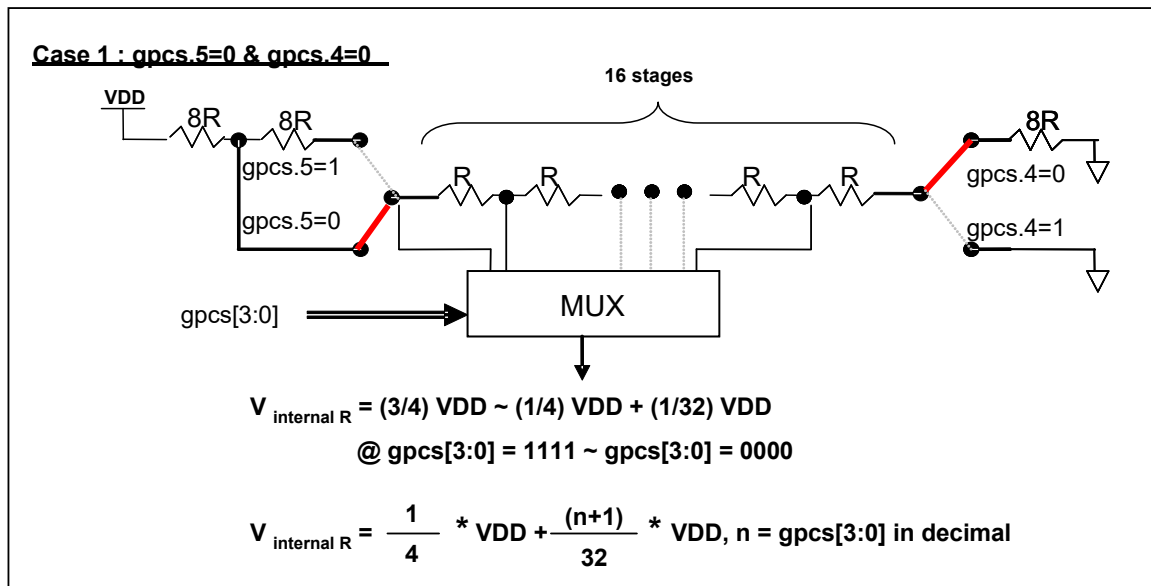 Case 1 : gpcs.5=0 & gpcs.4=0
16 stages
VDD
8R 8R 8R
gpcs.5=1 R R R R gpcs.4=0
gpcs.5=0 gpcs.4=1
gpcs[3:0] MUX
V internal R = (3/4) VDD ~ (1/4) VDD + (1/32) VDD
@ gpcs[3:0] = 1111 ~ gpcs[3:0] = 0000
V internal R = 1/4 * VDD + (n+1)/32 * VDD, n = gpcs[3:0] in decimal